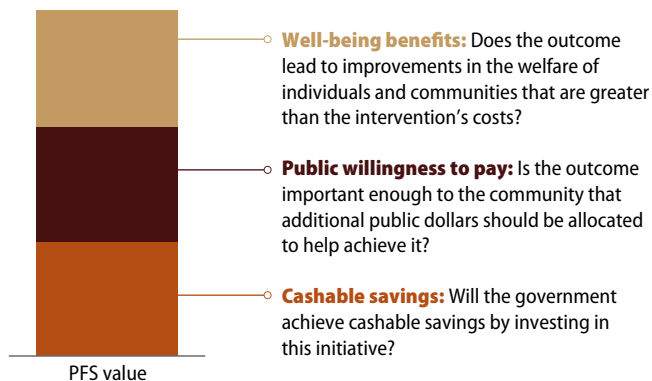 Well-being benefits: Does the outcome
lead to improvements in the welfare of
individuals and communities that are greater
than the intervention’s costs?
Public willingness to pay: Is the outcome
important enough to the community that
additional public dollars should be allocated
to help achieve it?
Cashable savings: Will the government
achieve cashable savings by investing in
this initiative?
PFS value